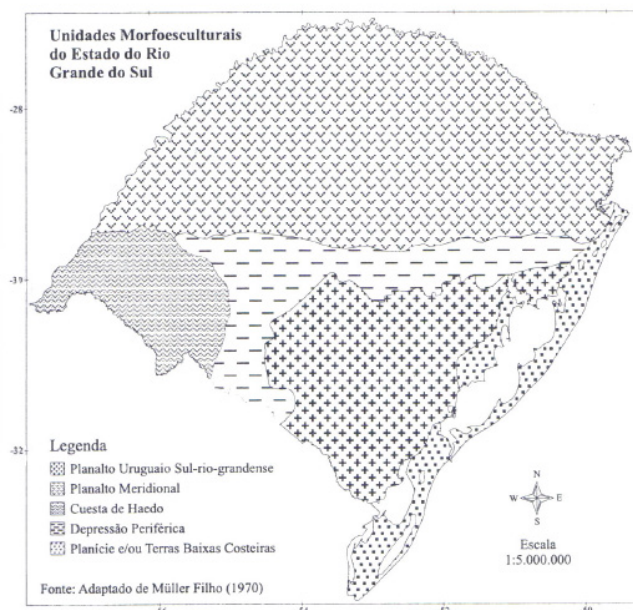 Unidades Morfoesculturais
do Estado do Rio
Grande do Sul
-28
-39
-32
Legenda
Planalto Uruguaio Sul-rio-grandense
Planalto Meridional
Cuesta de Haedo
Depressão Periférica
Planície e/ou Terras Baixas Costeiras
Fonte: Adaptado de Müller Filho (1970)
N
W E
S
Escala
1:5.000.000